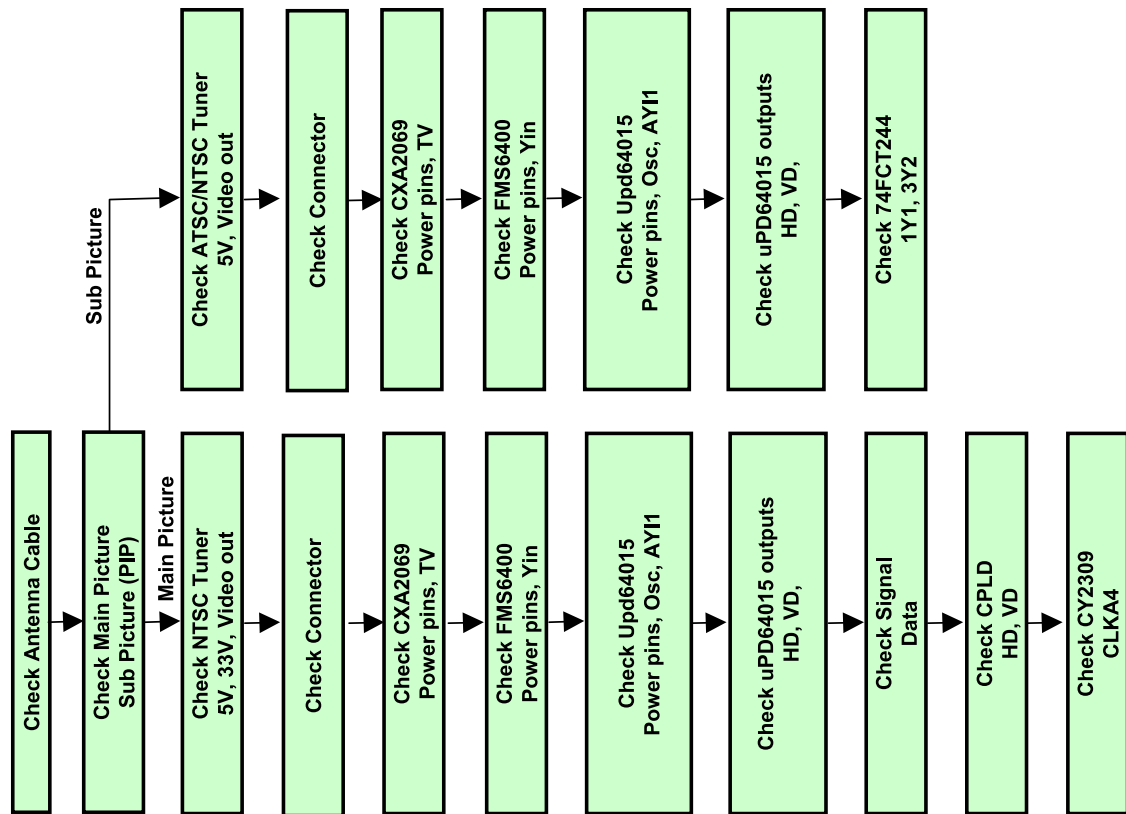 Check Antenna Cable
Check Main Picture
Sub Picture (PIP)
Main Picture
Check NTSC Tuner
5V, 33V, Video out
Check Connector
Check CXA2069
Power pins, TV
Check FMS6400
Power pins, Yin
Check Upd64015
Power pins, Osc, AYI1
Check uPD64015 outputs
HD, VD,
Check Signal
Data
Check CPLD
HD, VD
Check CY2309
CLKA4
Sub Picture
Check ATSC/NTSC Tuner
5V, Video out
Check Connector
Check CXA2069
Power pins, TV
Check FMS6400
Power pins, Yin
Check Upd64015
Power pins, Osc, AYI1
Check uPD64015 outputs
HD, VD,
Check 74FCT244
1Y1, 3Y2